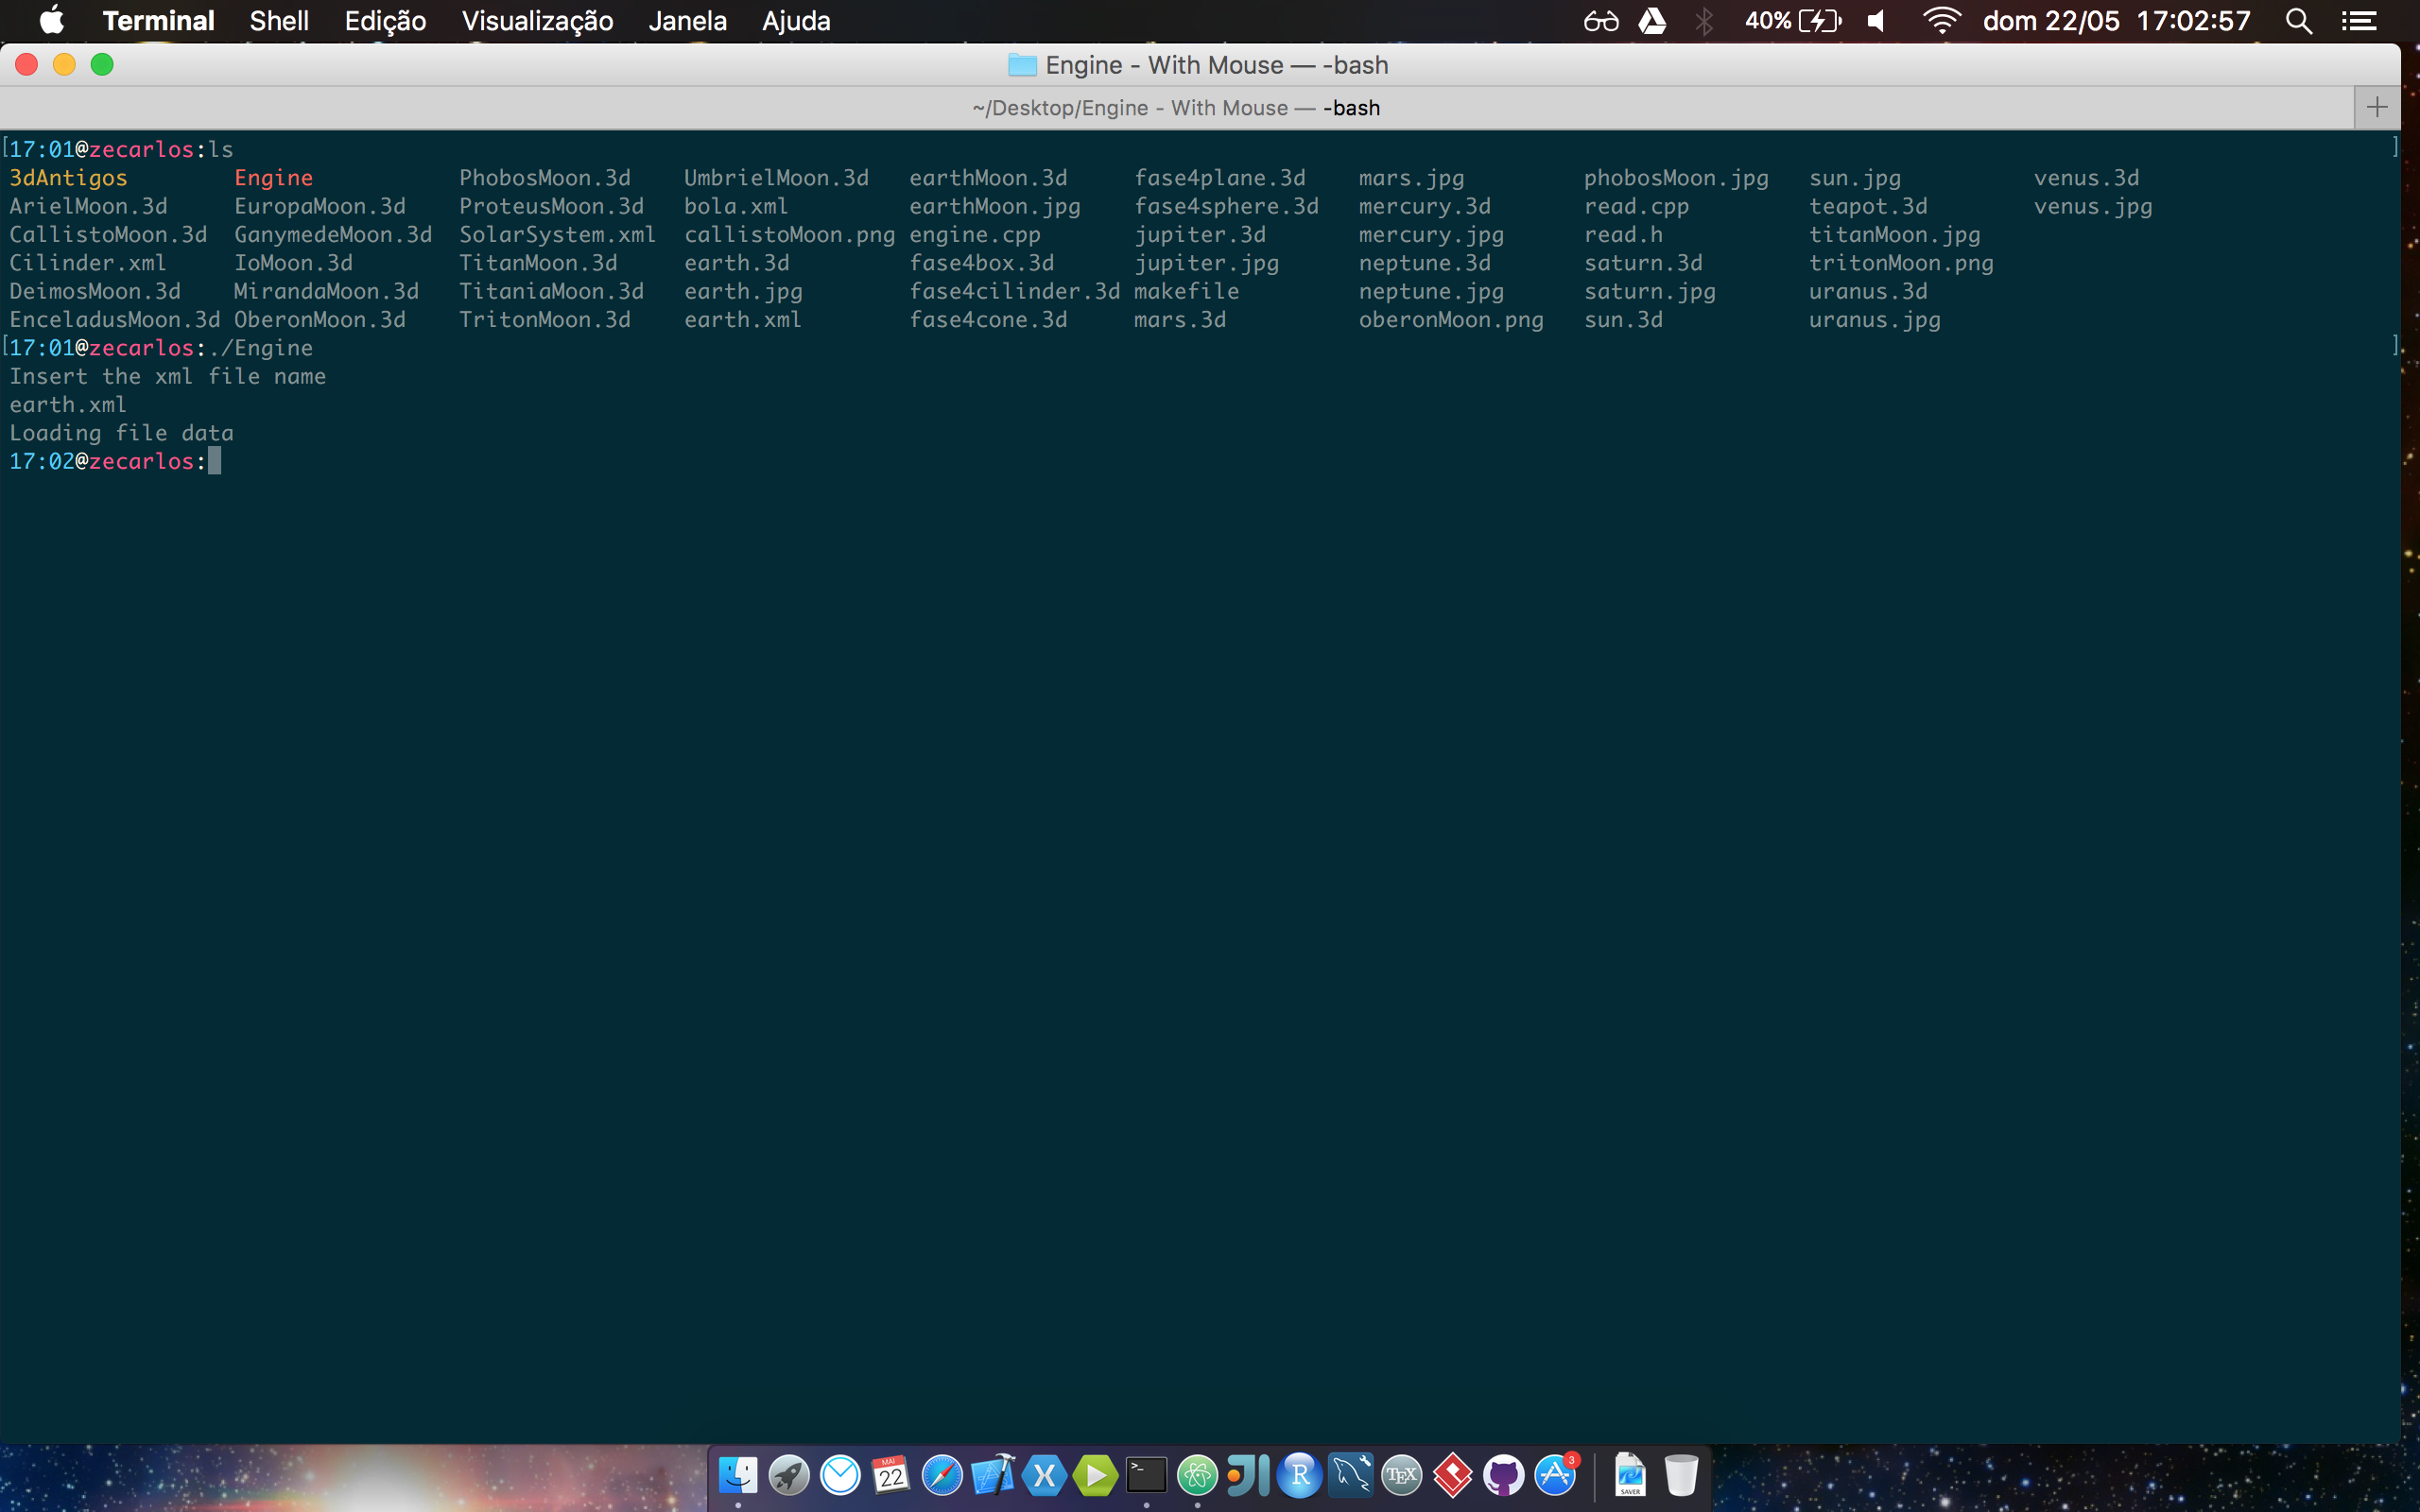 Terminal Shell Edição Visualização Janela Ajuda 40% dom 22/05 17:02:57
Engine - With Mouse — -bash
~/Desktop/Engine - With Mouse — -bash
[17:01@zecarlos:ls ]
3dAntigos Engine PhobosMoon.3d UmbrielMoon.3d earthMoon.3d fase4plane.3d mars.jpg phobosMoon.jpg sun.jpg venus.3d
ArielMoon.3d EuropaMoon.3d ProteusMoon.3d bola.xml earthMoon.jpg fase4sphere.3d mercury.3d read.cpp teapot.3d venus.jpg
CallistoMoon.3d GanymedeMoon.3d SolarSystem.xml callistoMoon.png engine.cpp jupiter.3d mercury.jpg read.h titanMoon.jpg
Cilinder.xml IoMoon.3d TitanMoon.3d earth.3d fase4box.3d jupiter.jpg neptune.3d saturn.3d tritonMoon.png
DeimosMoon.3d MirandaMoon.3d TitaniaMoon.3d earth.jpg fase4cilinder.3d makefile neptune.jpg saturn.jpg uranus.3d
EnceladusMoon.3d OberonMoon.3d TritonMoon.3d earth.xml fase4cone.3d mars.3d oberonMoon.png sun.3d uranus.jpg
[17:01@zecarlos:./Engine ]
Insert the xml file name
earth.xml
Loading file data
17:02@zecarlos:
MAI
22
X
>_
R
TEX
3
SAVER